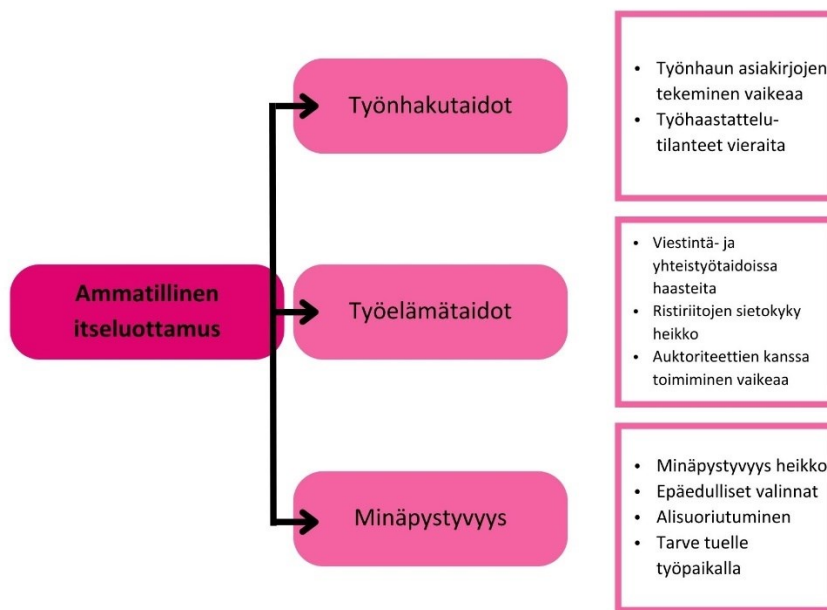 Ammatillinen
itseluottamus
Työnhakutaidot
• Työnhaun asiakirjojen
tekeminen vaikeaa
• Työhaastattelu-
tilanteet vieraita
Työelämätaidot
• Viestintä- ja
yhteistyötaidoissa
haasteita
• Ristiriitojen sietokyky
heikko
• Auktoriteettien kanssa
toimiminen vaikeaa
Minäpystyvyys
• Minäpystyvyys heikko
• Epäedulliset valinnat
• Alisuoriutuminen
• Tarve tuelle
työpaikalla